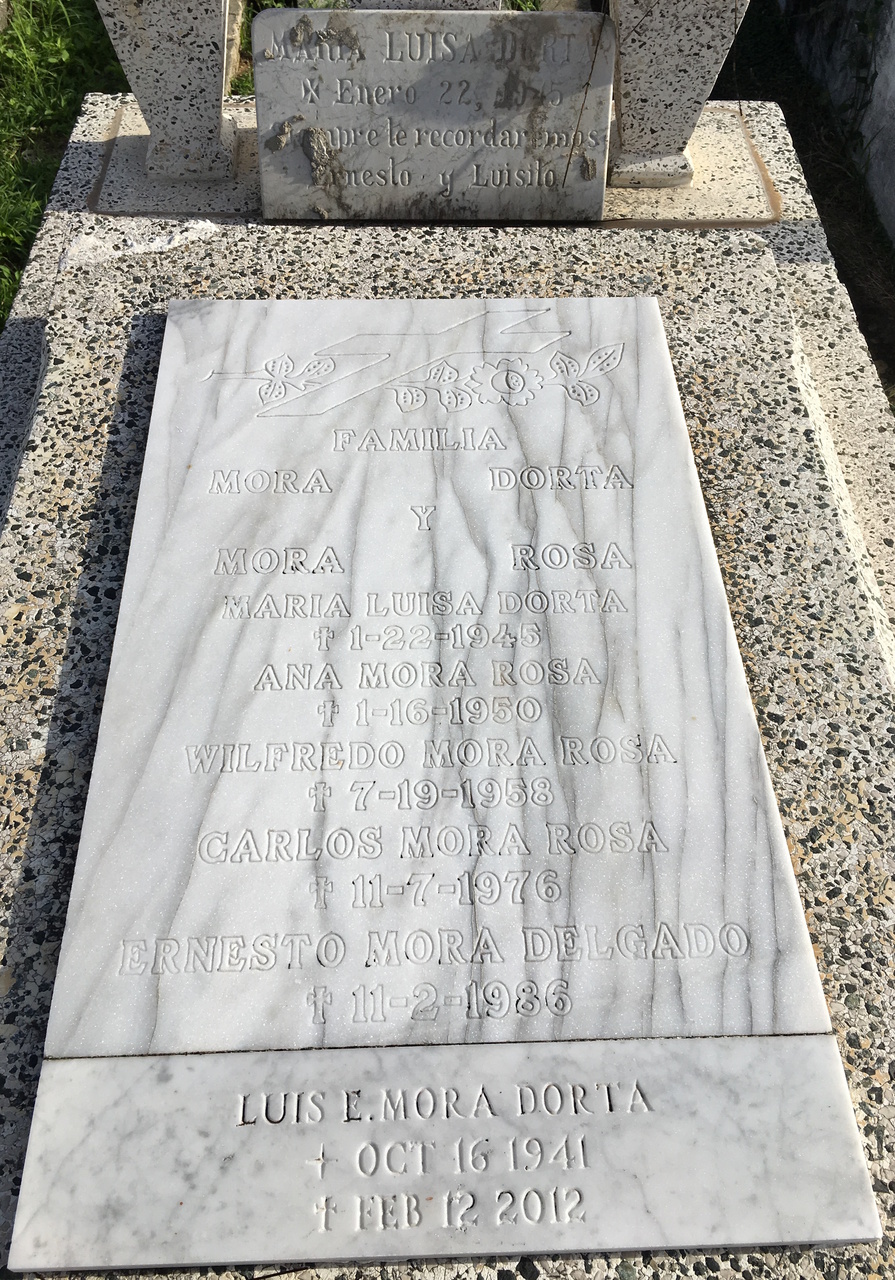 MARIA LUISA DORTA
Enero 22, 1945
Siempre te recordaremos
Ernesto y Luisito
FAMILIA
MORA DORTA
Y
MORA ROSA
MARIA LUISA DORTA
✝ 1-22-1945
ANA MORA ROSA
✝ 1-16-1950
WILFREDO MORA ROSA
✝ 7-19-1958
CARLOS MORA ROSA
✝ 11-7-1976
ERNESTO MORA DELGADO
✝ 11-2-1986
LUIS E. MORA DORTA
+ OCT 16 1941
✝ FEB 12 2012